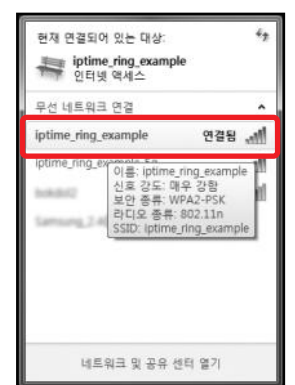 현재 연결되어 있는 대상:
iptime_ring_example
인터넷 액세스
무선 네트워크 연결
iptime_ring_example 연결됨
iptime_ring_example_5g
이름: iptime_ring_example
신호 강도: 매우 강함
보안 종류: WPA2-PSK
라디오 종류: 802.11n
SSID: iptime_ring_example
네트워크 및 공유 센터 열기